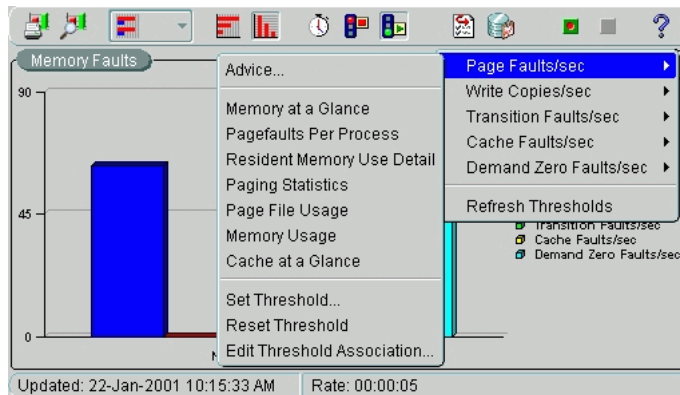 Memory Faults
90
45
0
N
Advice...
Memory at a Glance
Pagefaults Per Process
Resident Memory Use Detail
Paging Statistics
Page File Usage
Memory Usage
Cache at a Glance
Set Threshold...
Reset Threshold
Edit Threshold Association...
Page Faults/sec
Write Copies/sec
Transition Faults/sec
Cache Faults/sec
Demand Zero Faults/sec
Refresh Thresholds
Transition Faults/sec
Cache Faults/sec
Demand Zero Faults/sec
Updated: 22-Jan-2001 10:15:33 AM
Rate: 00:00:05